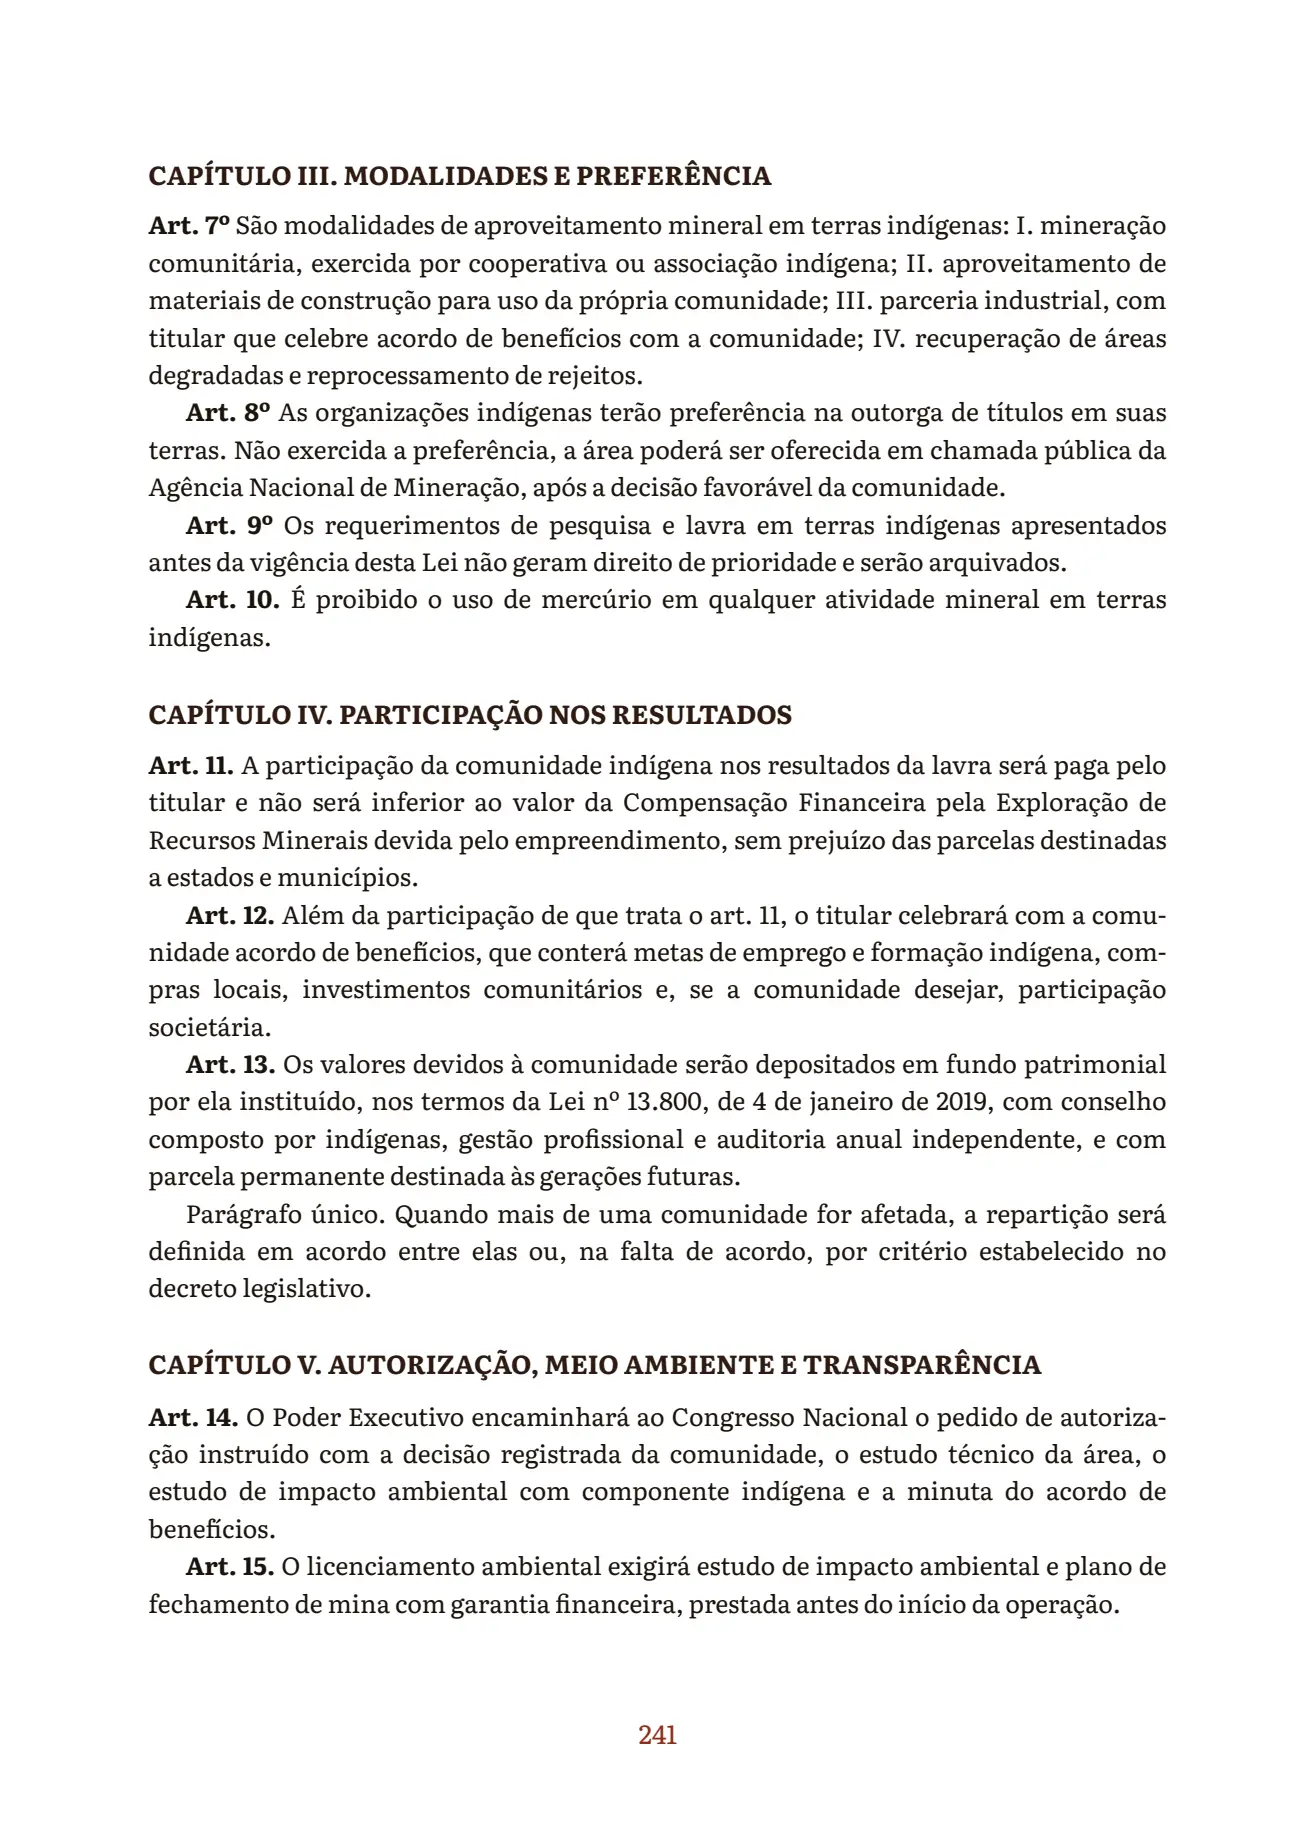 CAPÍTULO III. MODALIDADES E PREFERÊNCIA
Art. 7º São modalidades de aproveitamento mineral em terras indígenas: I. mineração
comunitária, exercida por cooperativa ou associação indígena; II. aproveitamento de
materiais de construção para uso da própria comunidade; III. parceria industrial, com
titular que celebre acordo de benefícios com a comunidade; IV. recuperação de áreas
degradadas e reprocessamento de rejeitos.
Art. 8º As organizações indígenas terão preferência na outorga de títulos em suas
terras. Não exercida a preferência, a área poderá ser oferecida em chamada pública da
Agência Nacional de Mineração, após a decisão favorável da comunidade.
Art. 9º Os requerimentos de pesquisa e lavra em terras indígenas apresentados
antes da vigência desta Lei não geram direito de prioridade e serão arquivados.
Art. 10. É proibido o uso de mercúrio em qualquer atividade mineral em terras
indígenas.
CAPÍTULO IV. PARTICIPAÇÃO NOS RESULTADOS
Art. 11. A participação da comunidade indígena nos resultados da lavra será paga pelo
titular e não será inferior ao valor da Compensação Financeira pela Exploração de
Recursos Minerais devida pelo empreendimento, sem prejuízo das parcelas destinadas
a estados e municípios.
Art. 12. Além da participação de que trata o art. 11, o titular celebrará com a comu-
nidade acordo de benefícios, que conterá metas de emprego e formação indígena, com-
pras locais, investimentos comunitários e, se a comunidade desejar, participação
societária.
Art. 13. Os valores devidos à comunidade serão depositados em fundo patrimonial
por ela instituído, nos termos da Lei nº 13.800, de 4 de janeiro de 2019, com conselho
composto por indígenas, gestão profissional e auditoria anual independente, e com
parcela permanente destinada às gerações futuras.
Parágrafo único. Quando mais de uma comunidade for afetada, a repartição será
definida em acordo entre elas ou, na falta de acordo, por critério estabelecido no
decreto legislativo.
CAPÍTULO V. AUTORIZAÇÃO, MEIO AMBIENTE E TRANSPARÊNCIA
Art. 14. O Poder Executivo encaminhará ao Congresso Nacional o pedido de autoriza-
ção instruído com a decisão registrada da comunidade, o estudo técnico da área, o
estudo de impacto ambiental com componente indígena e a minuta do acordo de
benefícios.
Art. 15. O licenciamento ambiental exigirá estudo de impacto ambiental e plano de
fechamento de mina com garantia financeira, prestada antes do início da operação.
241